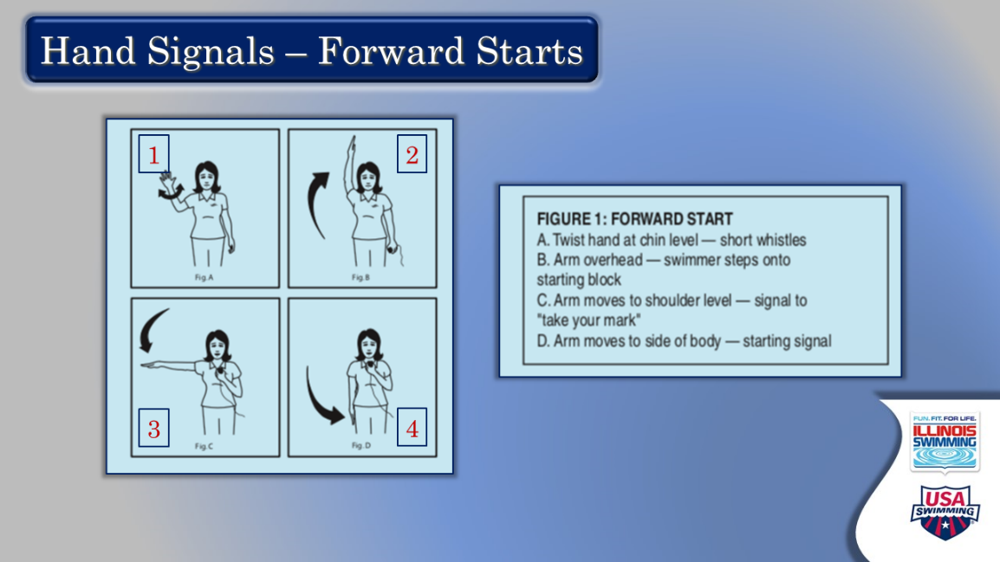 Hand Signals – Forward Starts
1
2
Fig.A
Fig.B
3
4
Fig.C
Fig.D
FIGURE 1: FORWARD START
A. Twist hand at chin level — short whistles
B. Arm overhead — swimmer steps onto
starting block
C. Arm moves to shoulder level — signal to
"take your mark"
D. Arm moves to side of body — starting signal
FUN. FIT. FOR LIFE.
ILLINOIS
SWIMMING
USA
SWIMMING